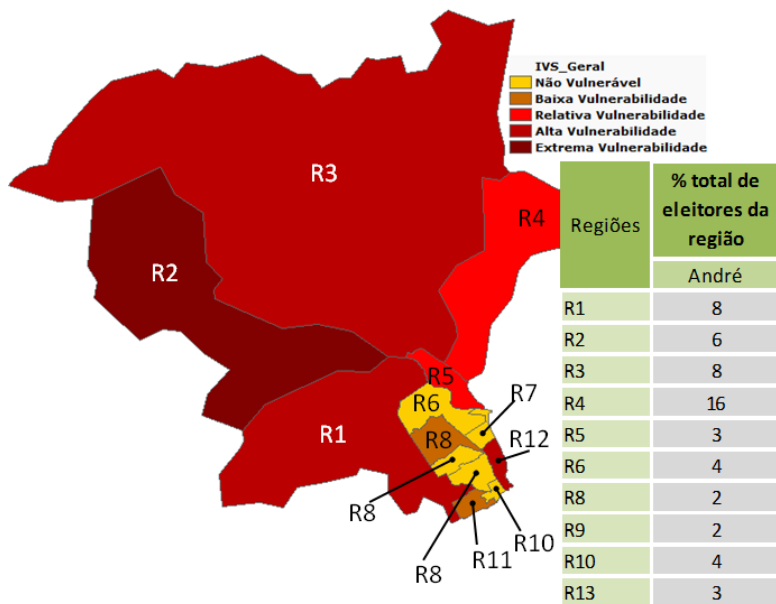 IVS_Geral
Não Vulnerável
Baixa Vulnerabilidade
Relativa Vulnerabilidade
Alta Vulnerabilidade
Extrema Vulnerabilidade
R3
R4
R2
R5
R6
R7
R8
R1
R12
R8
R10
R11
R8
Regiões
% total de
eleitores da
região
André
R1 8
R2 6
R3 8
R4 16
R5 3
R6 4
R8 2
R9 2
R10 4
R13 3